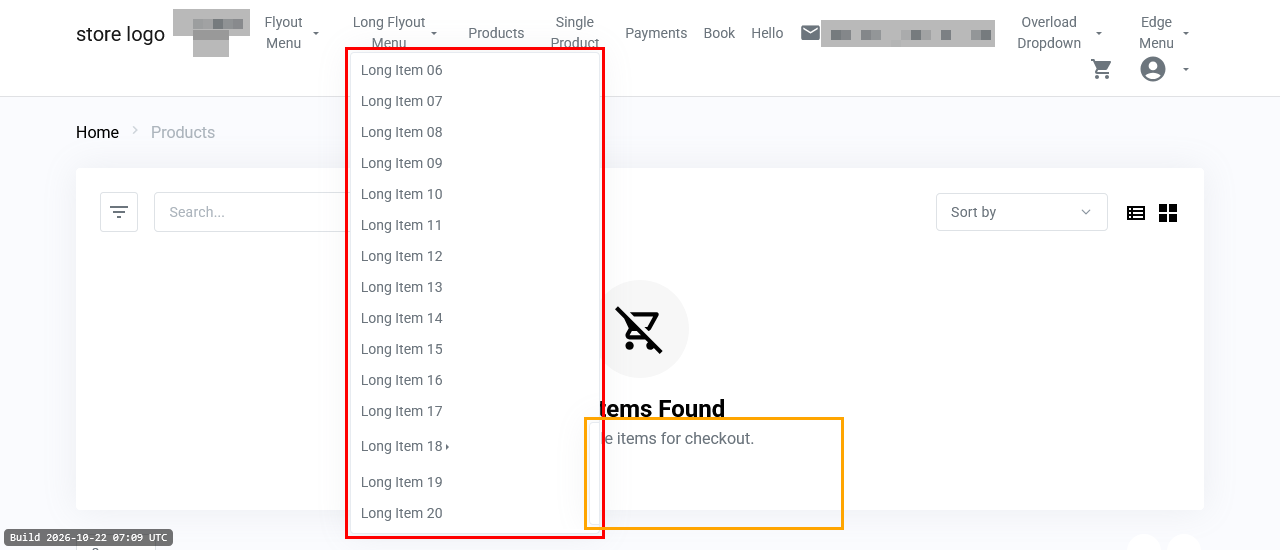 store logo
Flyout
Menu
Long Flyout
Menu
Products
Single
Product
Payments
Book
Hello
Overload
Dropdown
Edge
Menu
Home
Products
Search...
Sort by
Long Item 06
Long Item 07
Long Item 08
Long Item 09
Long Item 10
Long Item 11
Long Item 12
Long Item 13
Long Item 14
Long Item 15
Long Item 16
Long Item 17
Long Item 18
Long Item 19
Long Item 20
tems Found
e items for checkout.
Build 2026-10-22 07:09 UTC